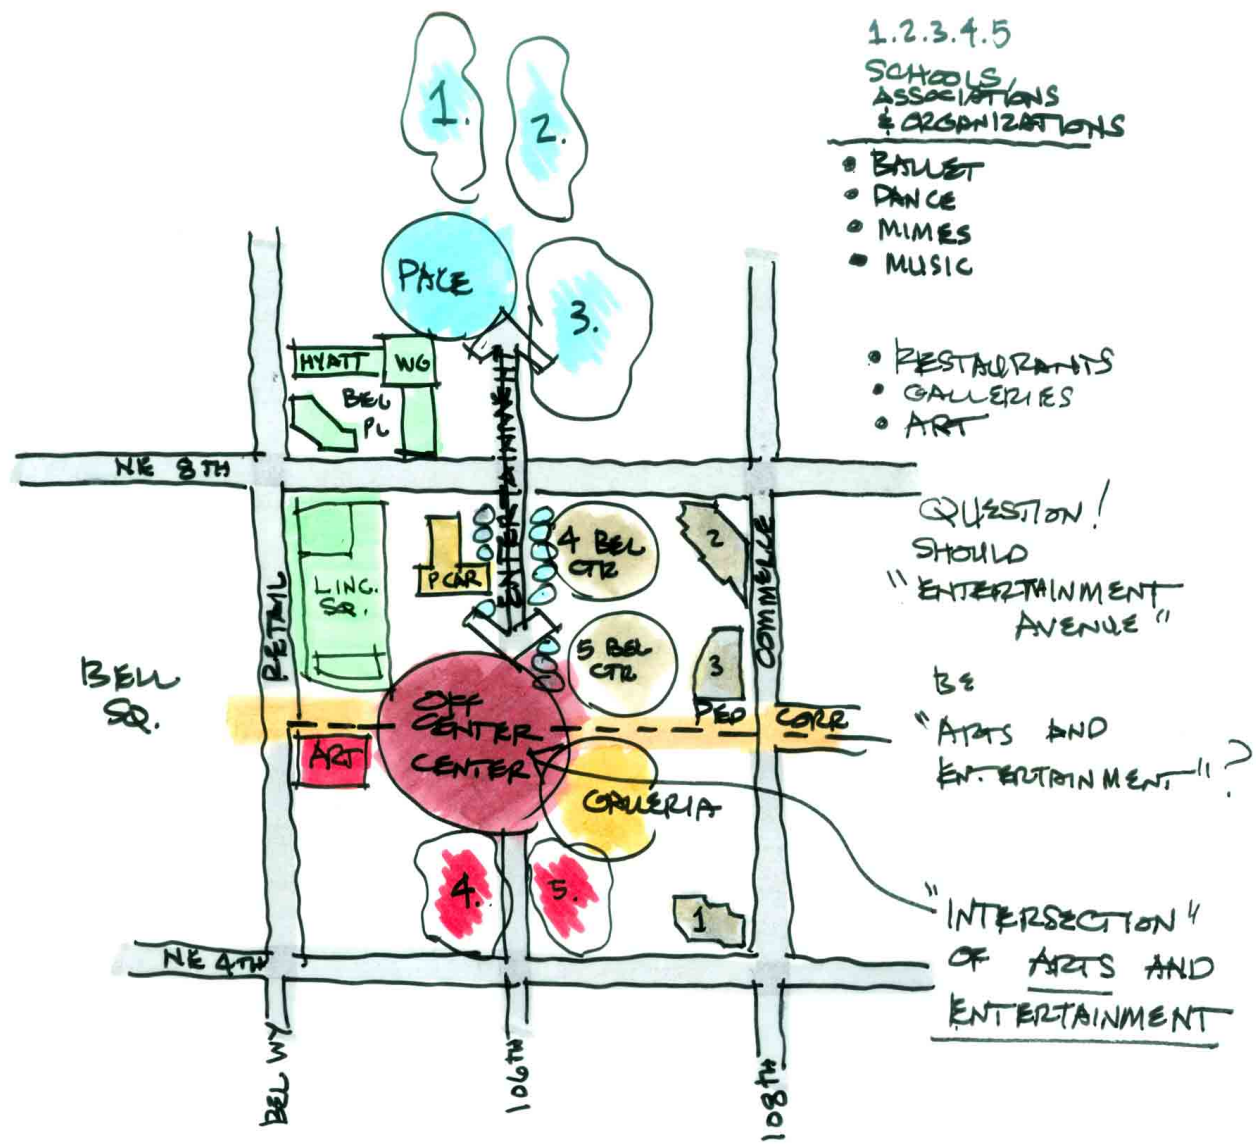 1.2.3.4.5
SCHOOLS,
ASSOCIATIONS
& ORGANIZATIONS
• BALLET
• DANCE
• MIMES
• MUSIC
• RESTAURANTS
• GALLERIES
• ART
QUESTION!
SHOULD
"ENTERTAINMENT
AVENUE"
BE
"ARTS AND
ENTERTAINMENT"?
"INTERSECTION"
OF ARTS AND
ENTERTAINMENT
1.
2.
PACE
3.
HYATT
WG
BEL
PL
ENTERTAINMENT
NE 8TH
4 BEL
CTR
2
PCAR
LINC.
SQ.
RETAIL
COMMERCE
5 BEL
CTR
3
BELL
SQ.
OFF
CENTER
CENTER
PED CORR
ART
GALLERIA
4.
5.
1
NE 4TH
BEL WY
106TH
108TH